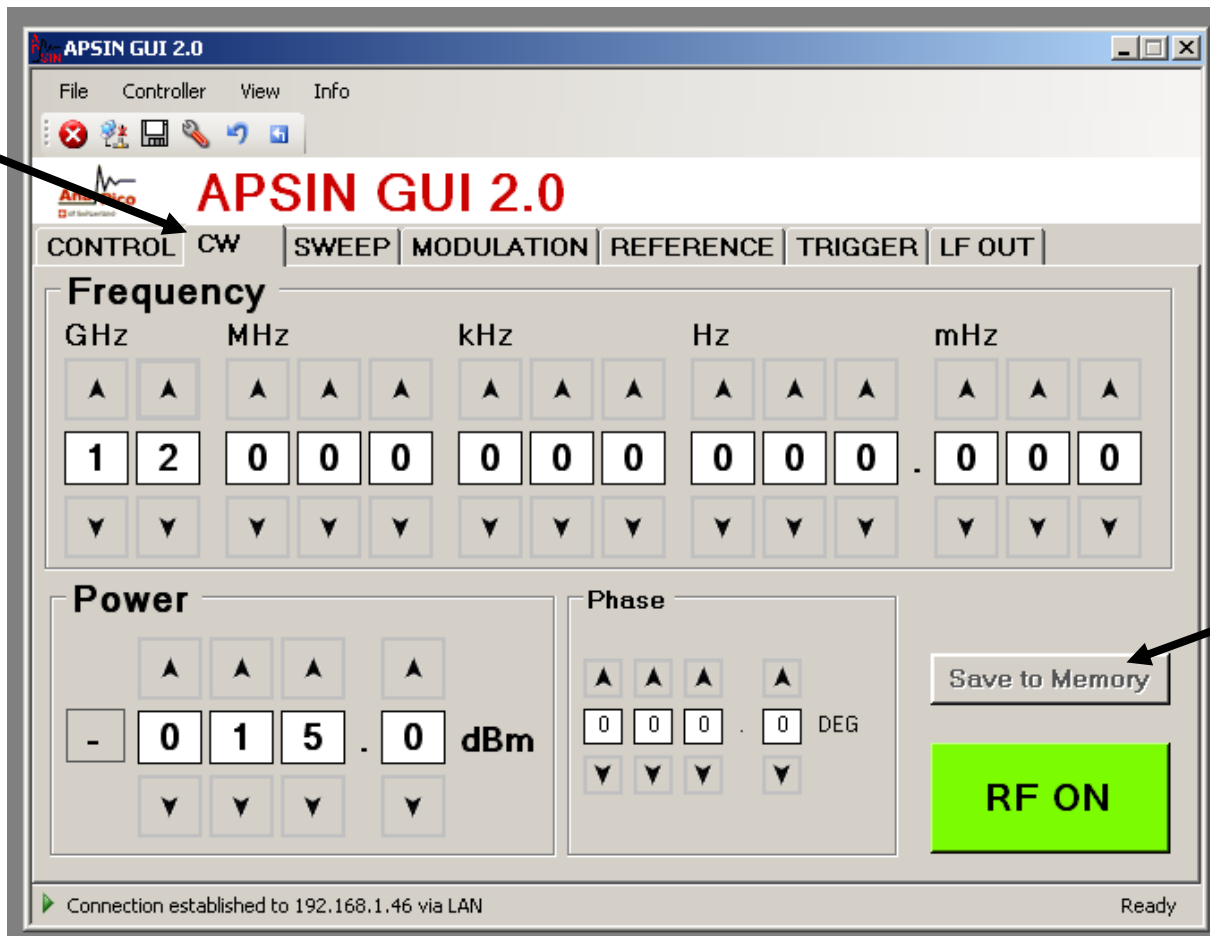 APSIN GUI 2.0
File Controller View Info
APSIN GUI 2.0
CONTROL CW SWEEP MODULATION REFERENCE TRIGGER LF OUT
Frequency
GHz MHz kHz Hz mHz
1 2 0 0 0 0 0 0 0 0 0 . 0 0 0
Power
- 0 1 5 . 0 dBm
Phase
0 0 0 . 0 DEG
Save to Memory
RF ON
Connection established to 192.168.1.46 via LAN Ready